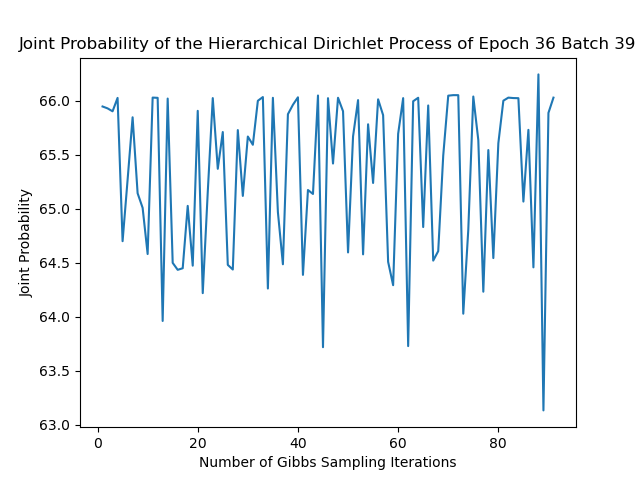 Joint Probability of the Hierarchical Dirichlet Process of Epoch 36 Batch 39
66.0
65.5
65.0
64.5
64.0
63.5
63.0
Joint Probability
0 20 40 60 80
Number of Gibbs Sampling Iterations